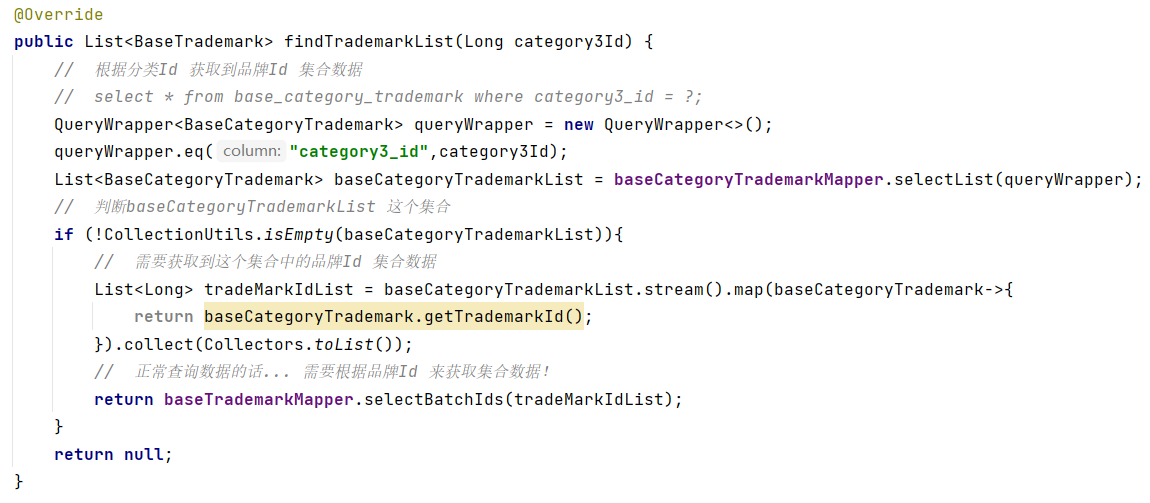 @Override
public List<BaseTrademark> findTrademarkList(Long category3Id) {
    //  根据分类Id 获取到品牌Id 集合数据
    //  select * from base_category_trademark where category3_id = ?;
    QueryWrapper<BaseCategoryTrademark> queryWrapper = new QueryWrapper<>();
    queryWrapper.eq( column: "category3_id",category3Id);
    List<BaseCategoryTrademark> baseCategoryTrademarkList = baseCategoryTrademarkMapper.selectList(queryWrapper);
    //  判断baseCategoryTrademarkList 这个集合
    if (!CollectionUtils.isEmpty(baseCategoryTrademarkList)){
        //  需要获取到这个集合中的品牌Id 集合数据
        List<Long> tradeMarkIdList = baseCategoryTrademarkList.stream().map(baseCategoryTrademark->{
            return baseCategoryTrademark.getTrademarkId();
        }).collect(Collectors.toList());
        //  正常查询数据的话... 需要根据品牌Id 来获取集合数据！
        return baseTrademarkMapper.selectBatchIds(tradeMarkIdList);
    }
    return null;
}